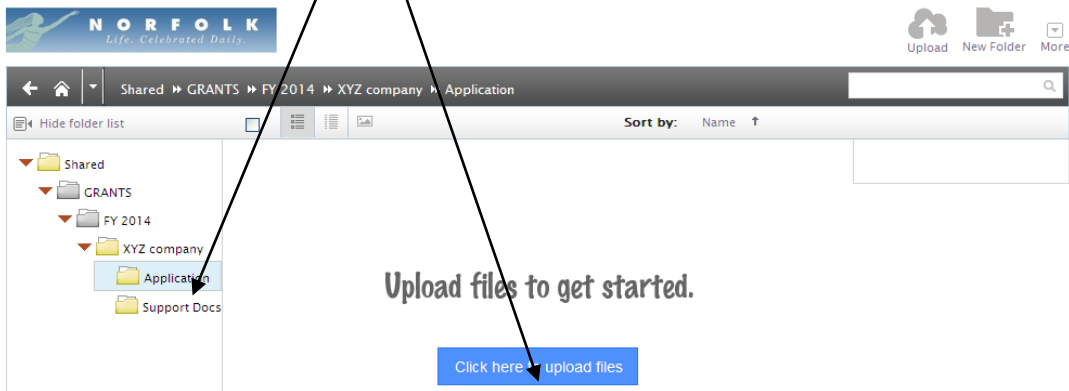 NORFOLK
Life. Celebrated Daily.
Upload New Folder More
Shared » GRANTS » FY 2014 » XYZ company » Application
Hide folder list Sort by: Name ↑
Shared
GRANTS
FY 2014
XYZ company
Application
Support Docs
Upload files to get started.
Click here to upload files